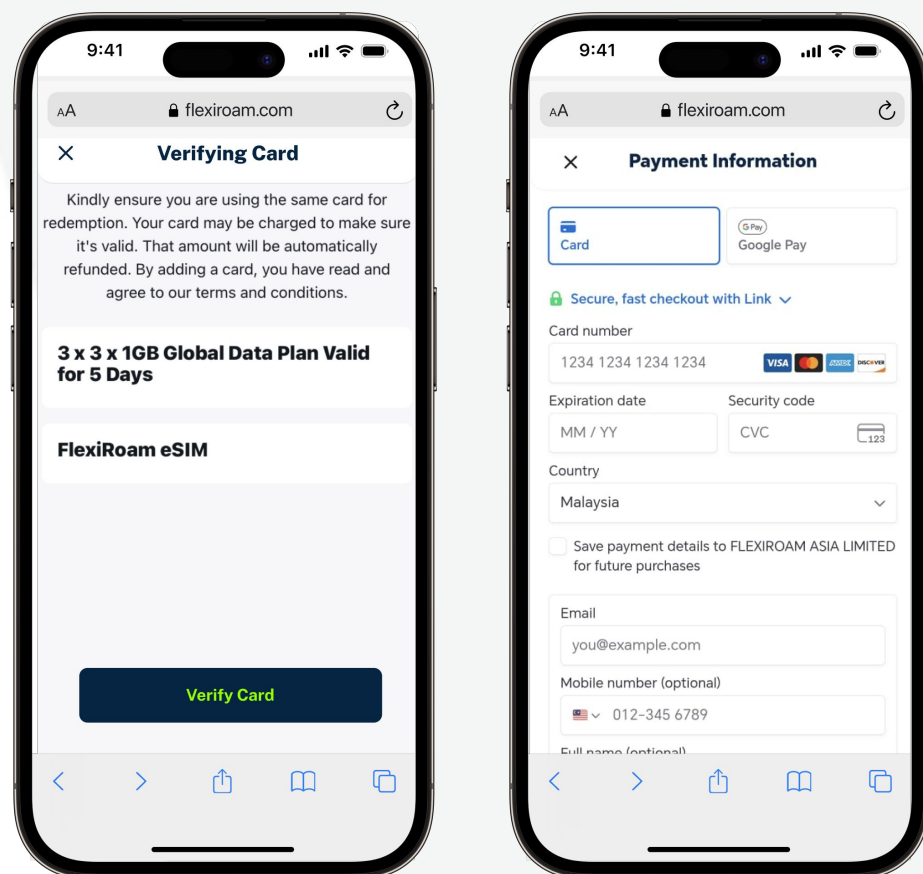 9:41
AA flexiroam.com
Verifying Card
Kindly ensure you are using the same card for
redemption. Your card may be charged to make sure
it's valid. That amount will be automatically
refunded. By adding a card, you have read and
agree to our terms and conditions.
3 x 3 x 1GB Global Data Plan Valid
for 5 Days
FlexiRoam eSIM
Verify Card
9:41
AA flexiroam.com
Payment Information
Card
G Pay
Google Pay
Secure, fast checkout with Link
Card number
1234 1234 1234 1234 VISA AMEX DISCOVER
Expiration date Security code
MM / YY CVC 123
Country
Malaysia
Save payment details to FLEXIROAM ASIA LIMITED
for future purchases
Email
you@example.com
Mobile number (optional)
012-345 6789
Full name (optional)